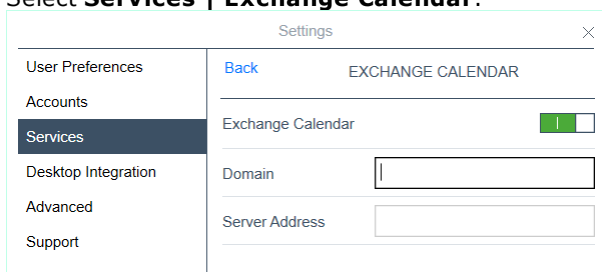 Select Services | Exchange Calendar.
Settings
User Preferences
Accounts
Services
Desktop Integration
Advanced
Support
Back
EXCHANGE CALENDAR
Exchange Calendar
Domain
Server Address